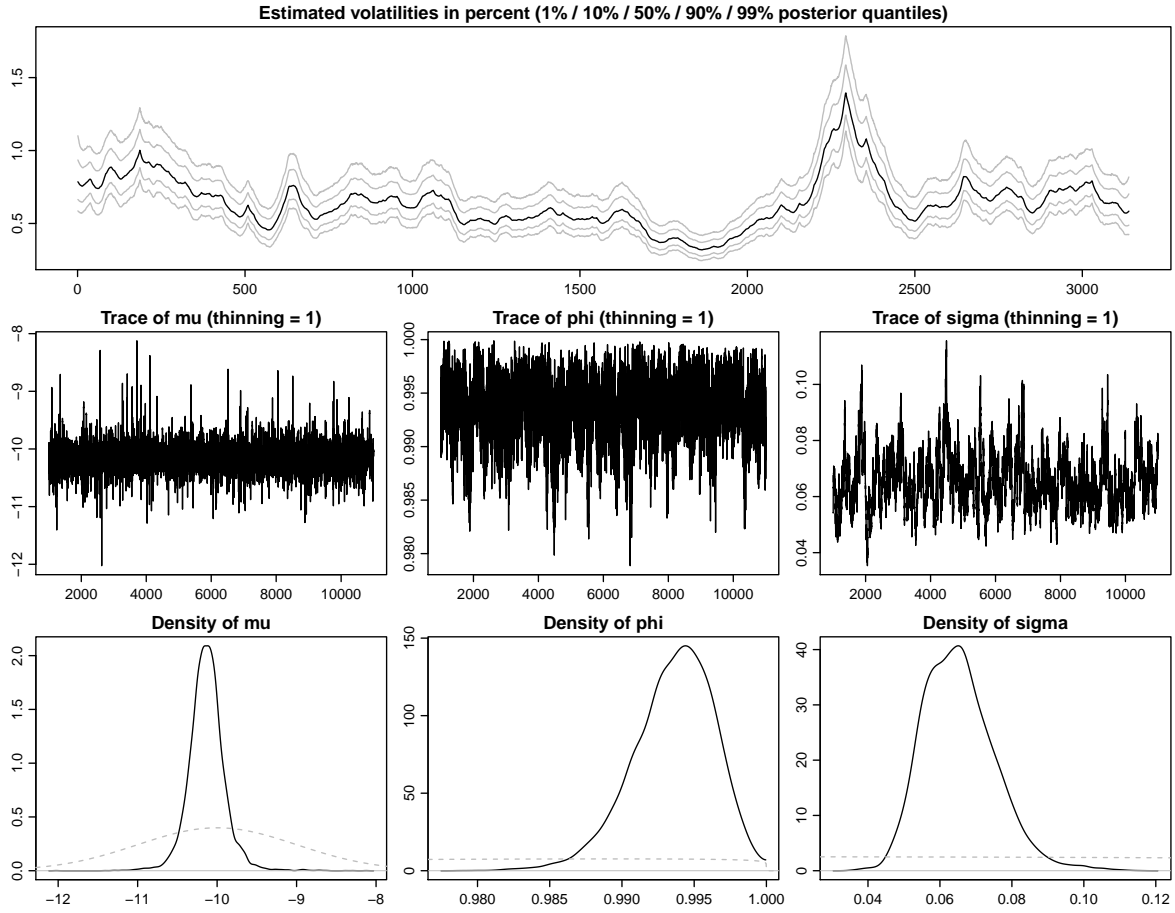 Estimated volatilities in percent (1% / 10% / 50% / 90% / 99% posterior quantiles)
0.5 1.0 1.5
0 500 1000 1500 2000 2500 3000
Trace of mu (thinning = 1)
−12 −11 −10 −9 −8
2000 4000 6000 8000 10000
Trace of phi (thinning = 1)
0.980 0.985 0.990 0.995 1.000
2000 4000 6000 8000 10000
Trace of sigma (thinning = 1)
0.04 0.06 0.08 0.10
2000 4000 6000 8000 10000
Density of mu
0.0 0.5 1.0 1.5 2.0
−12 −11 −10 −9 −8
Density of phi
0 50 100 150
0.980 0.985 0.990 0.995 1.000
Density of sigma
0 10 20 30 40
0.04 0.06 0.08 0.10 0.12